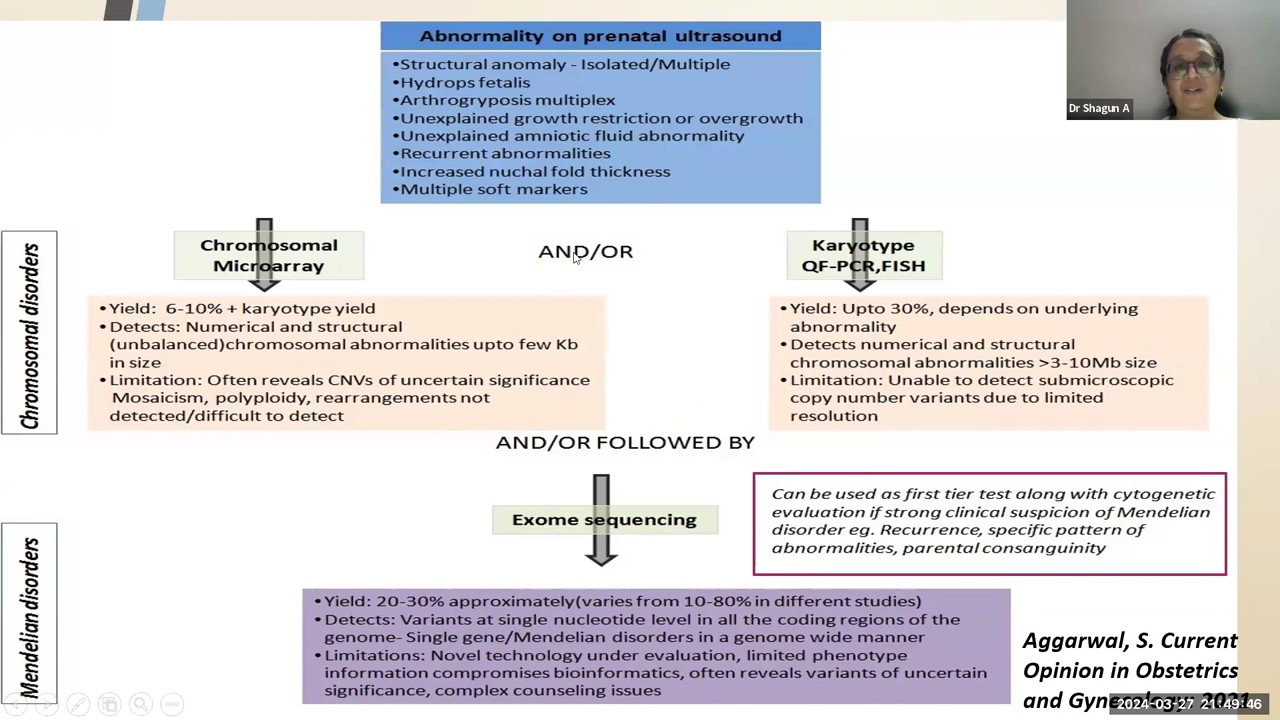 Abnormality on prenatal ultrasound
•Structural anomaly - Isolated/Multiple
•Hydrops fetalis
•Arthrogryposis multiplex
•Unexplained growth restriction or overgrowth
•Unexplained amniotic fluid abnormality
•Recurrent abnormalities
•Increased nuchal fold thickness
•Multiple soft markers
Dr Shagun A
Chromosomal disorders
Chromosomal
Microarray
AND/OR
Karyotype
QF-PCR,FISH
•Yield: 6-10% + karyotype yield
•Detects: Numerical and structural
(unbalanced)chromosomal abnormalities upto few Kb
in size
•Limitation: Often reveals CNVs of uncertain significance
Mosaicism, polyploidy, rearrangements not
detected/difficult to detect
•Yield: Upto 30%, depends on underlying
abnormality
•Detects numerical and structural
chromosomal abnormalities >3-10Mb size
•Limitation: Unable to detect submicroscopic
copy number variants due to limited
resolution
AND/OR FOLLOWED BY
Mendelian disorders
Exome sequencing
Can be used as first tier test along with cytogenetic
evaluation if strong clinical suspicion of Mendelian
disorder eg. Recurrence, specific pattern of
abnormalities, parental consanguinity
•Yield: 20-30% approximately(varies from 10-80% in different studies)
•Detects: Variants at single nucleotide level in all the coding regions of the
genome- Single gene/Mendelian disorders in a genome wide manner
•Limitations: Novel technology under evaluation, limited phenotype
information compromises bioinformatics, often reveals variants of uncertain
significance, complex counseling issues
Aggarwal, S. Current
Opinion in Obstetrics
and Gynecology. 2021
2024-03-27 21:49:46